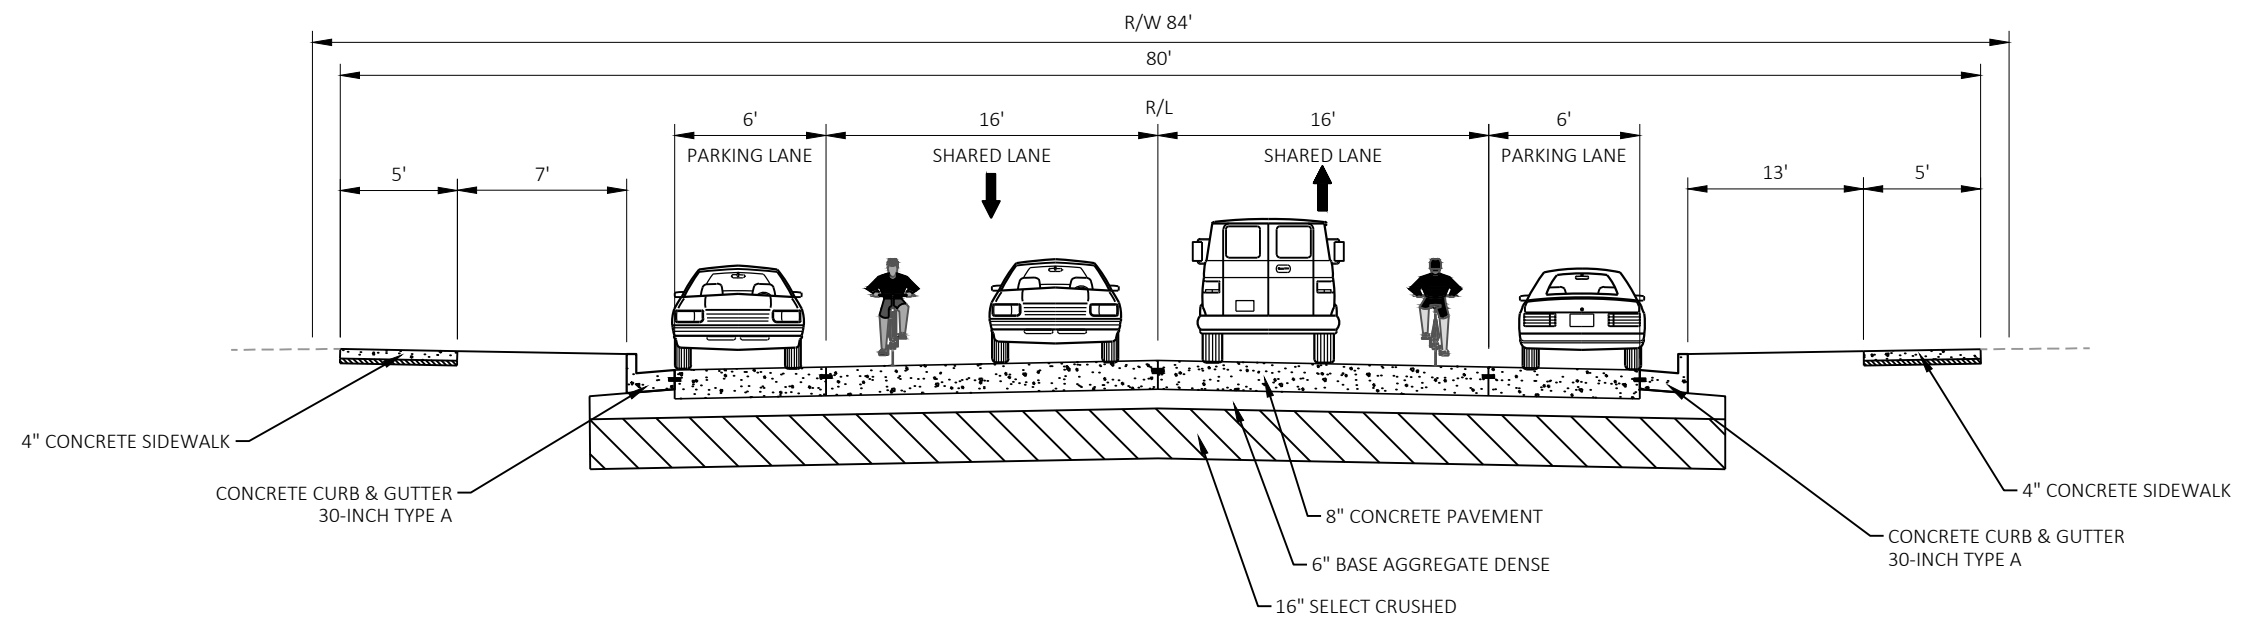 R/W 84'
80'
R/L
6'
16'
16'
6'
PARKING LANE
SHARED LANE
SHARED LANE
PARKING LANE
5'
7'
13'
5'
4" CONCRETE SIDEWALK
CONCRETE CURB & GUTTER
30-INCH TYPE A
8" CONCRETE PAVEMENT
6" BASE AGGREGATE DENSE
16" SELECT CRUSHED
4" CONCRETE SIDEWALK
CONCRETE CURB & GUTTER
30-INCH TYPE A